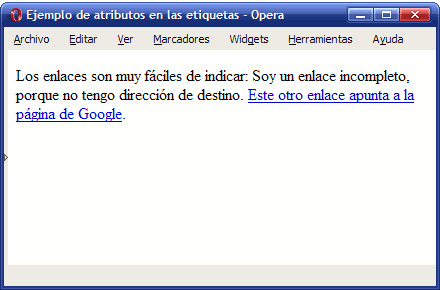 Ejemplo de atributos en las etiquetas - Opera
Archivo Editar Ver Marcadores Widgets Herramientas Ayuda
Los enlaces son muy fáciles de indicar: Soy un enlace incompleto,
porque no tengo dirección de destino. Este otro enlace apunta a la
página de Google.